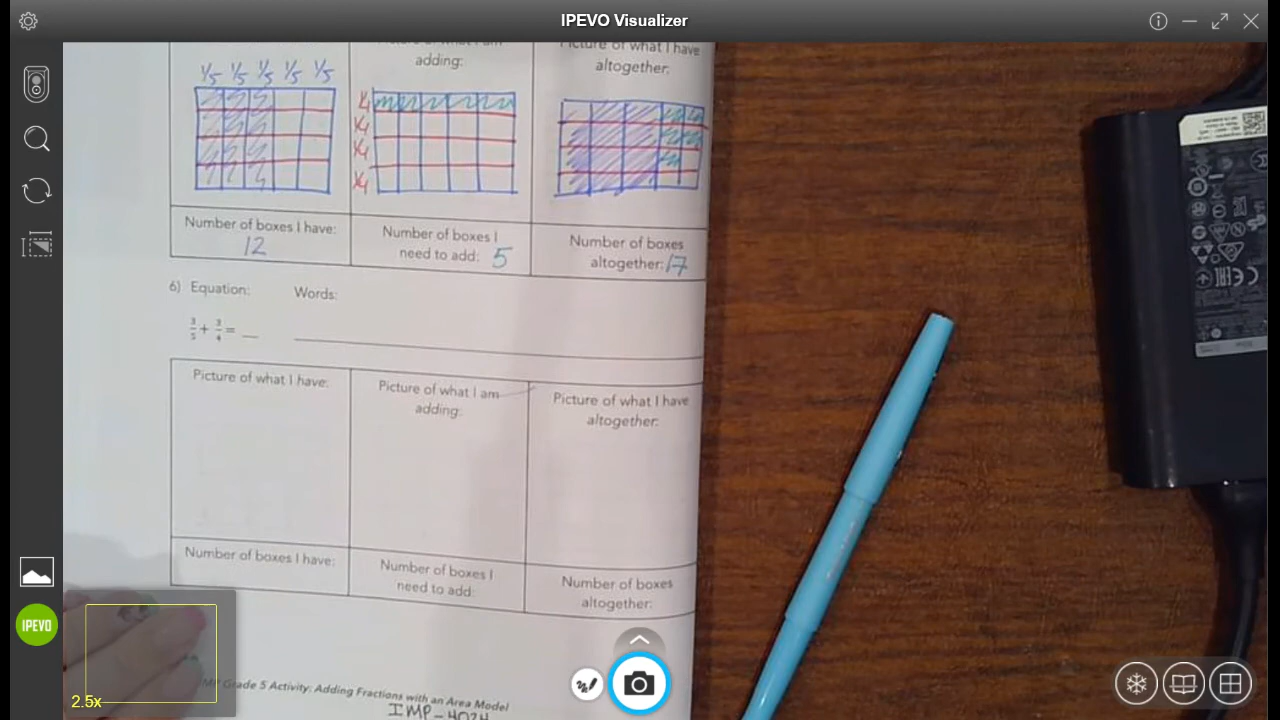 IPEVO Visualizer
adding:
Picture of what I have
altogether:
1/5 1/5 1/5 1/5 1/5
1/4
1/4
1/4
1/4
Number of boxes I have:
12
Number of boxes I
need to add: 5
Number of boxes
altogether: 17
6) Equation: Words:
3/5 + 3/4 = __
Picture of what I have:
Picture of what I am
adding:
Picture of what I have
altogether:
Number of boxes I have:
Number of boxes I
need to add:
Number of boxes
altogether:
Grade 5 Activity: Adding Fractions with an Area Model
IMP-4024
IPEVO
2.5x